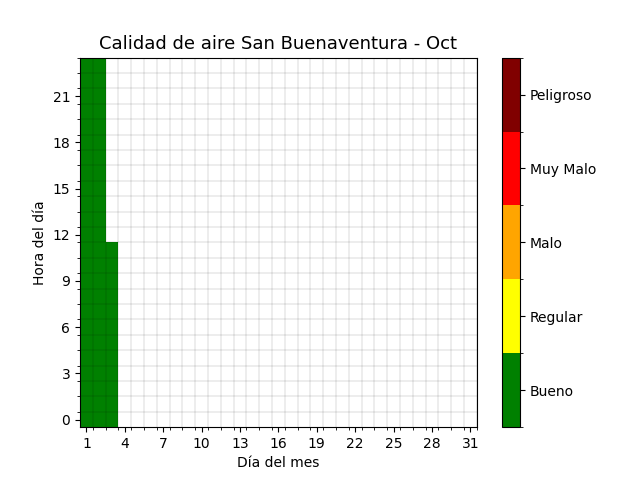 Calidad de aire San Buenaventura - Oct
Hora del día
21
18
15
12
9
6
3
0
1 4 7 10 13 16 19 22 25 28 31
Día del mes
Peligroso
Muy Malo
Malo
Regular
Bueno